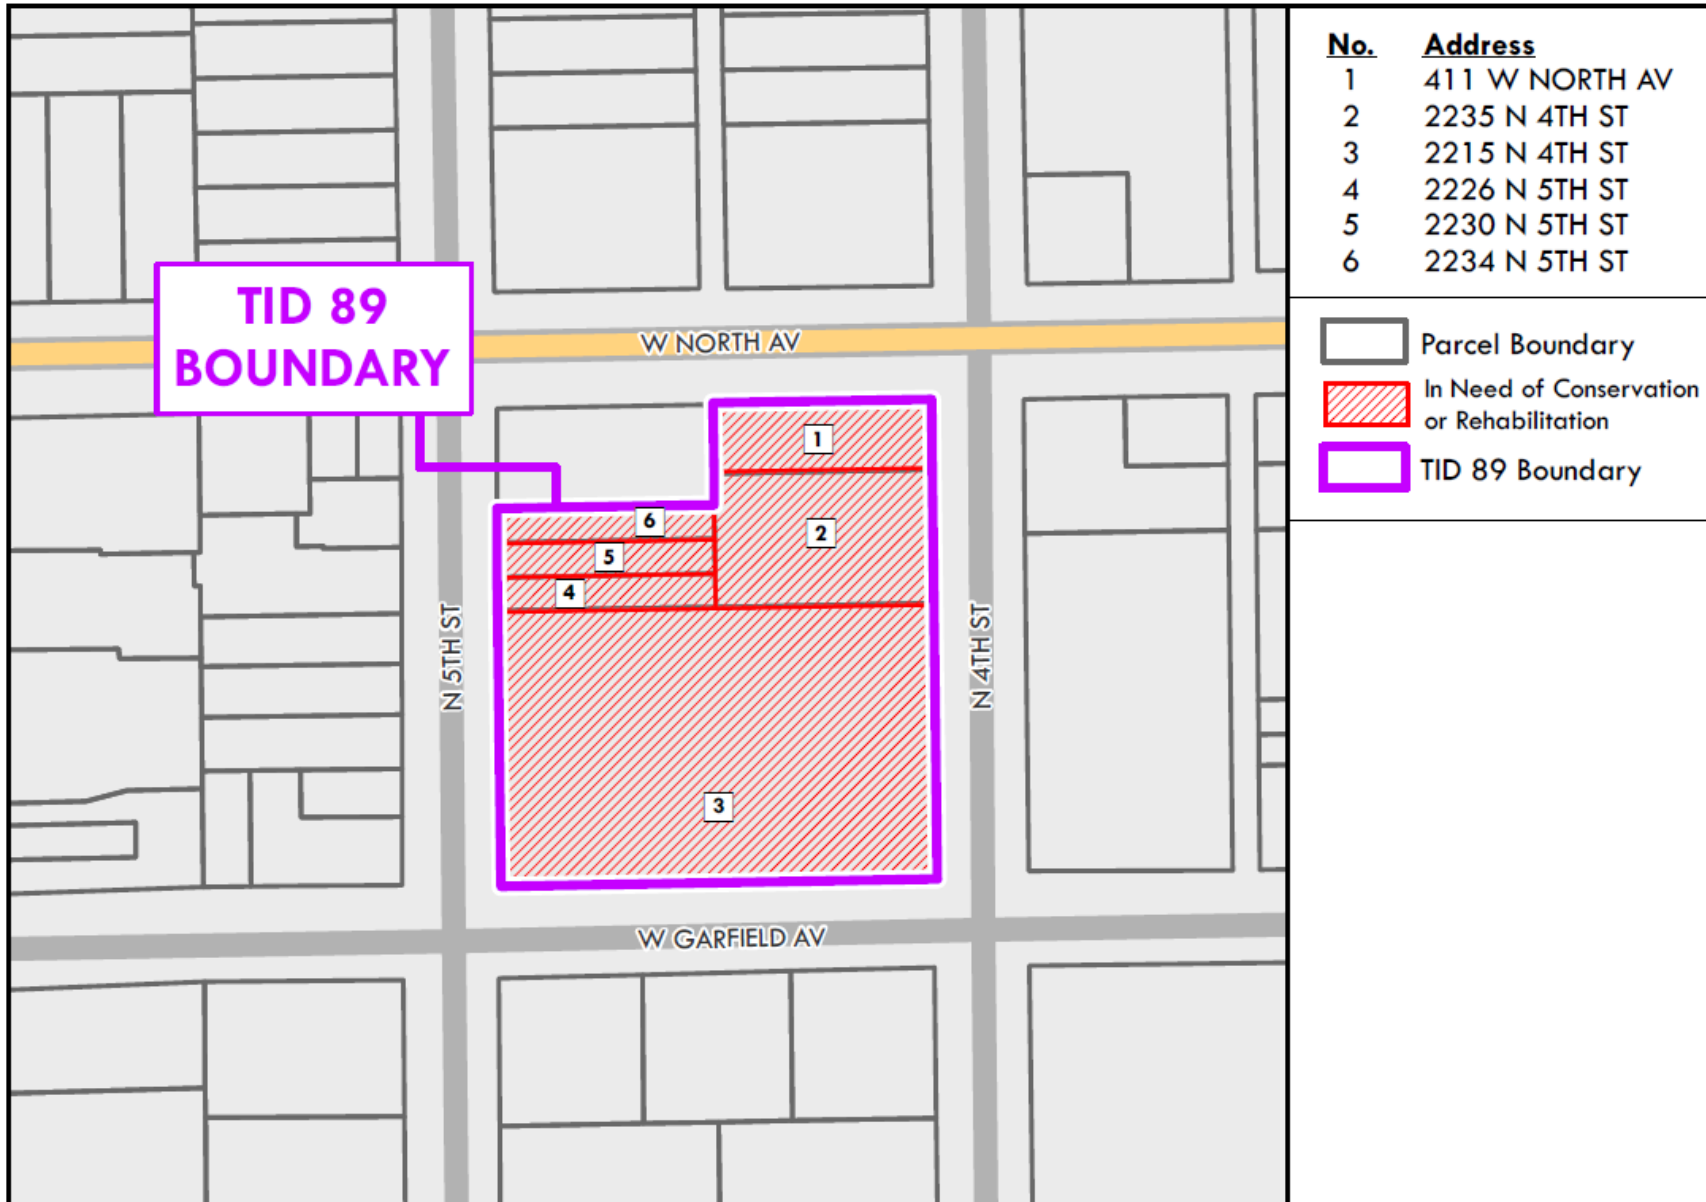 No. Address
1 411 W NORTH AV
2 2235 N 4TH ST
3 2215 N 4TH ST
4 2226 N 5TH ST
5 2230 N 5TH ST
6 2234 N 5TH ST
Parcel Boundary
In Need of Conservation
or Rehabilitation
TID 89 Boundary
TID 89
BOUNDARY
W NORTH AV
1
6
2
5
4
N 5TH ST
N 4TH ST
3
W GARFIELD AV